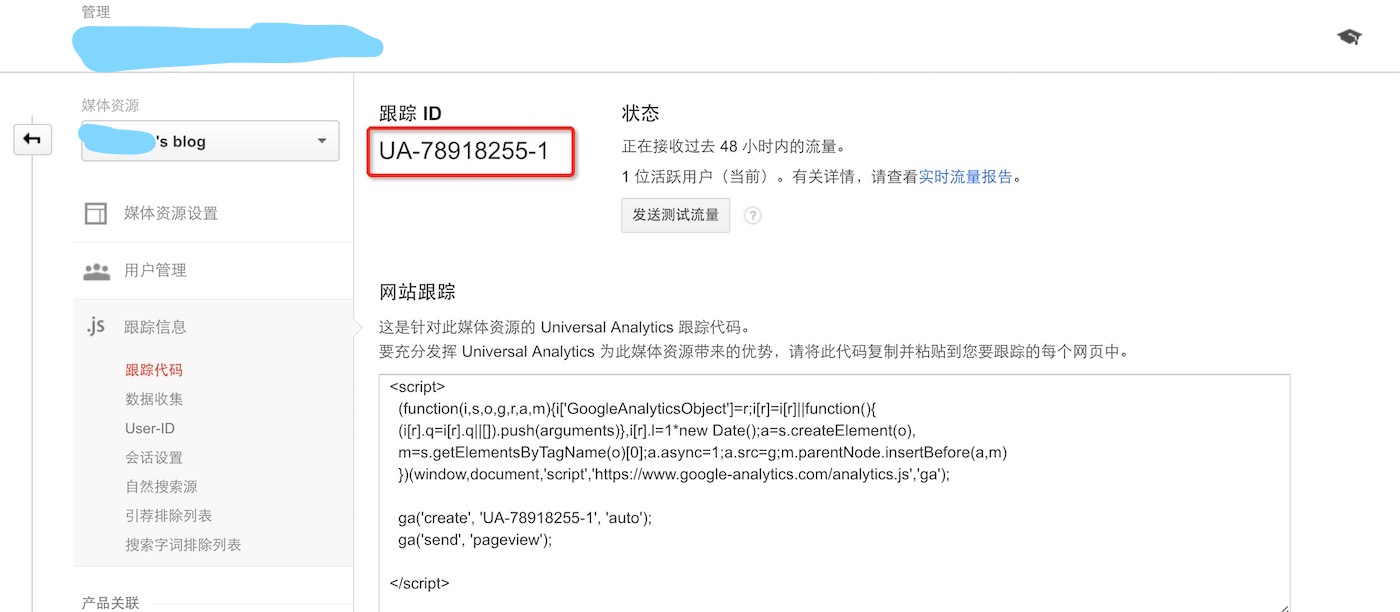 管理
媒体资源
's blog
媒体资源设置
用户管理
.js 跟踪信息
跟踪代码
数据收集
User-ID
会话设置
自然搜索源
引荐排除列表
搜索字词排除列表
产品关联
跟踪 ID
UA-78918255-1
状态
正在接收过去 48 小时内的流量。
1 位活跃用户（当前）。有关详情，请查看实时流量报告。
发送测试流量 ?
网站跟踪
这是针对此媒体资源的 Universal Analytics 跟踪代码。
要充分发挥 Universal Analytics 为此媒体资源带来的优势，请将此代码复制并粘贴到您要跟踪的每个网页中。
<script>
(function(i,s,o,g,r,a,m){i['GoogleAnalyticsObject']=r;i[r]=i[r]||function(){
(i[r].q=i[r].q||[]).push(arguments)},i[r].l=1*new Date();a=s.createElement(o),
m=s.getElementsByTagName(o)[0];a.async=1;a.src=g;m.parentNode.insertBefore(a,m)
})(window,document,'script','https://www.google-analytics.com/analytics.js','ga');
ga('create', 'UA-78918255-1', 'auto');
ga('send', 'pageview');
</script>